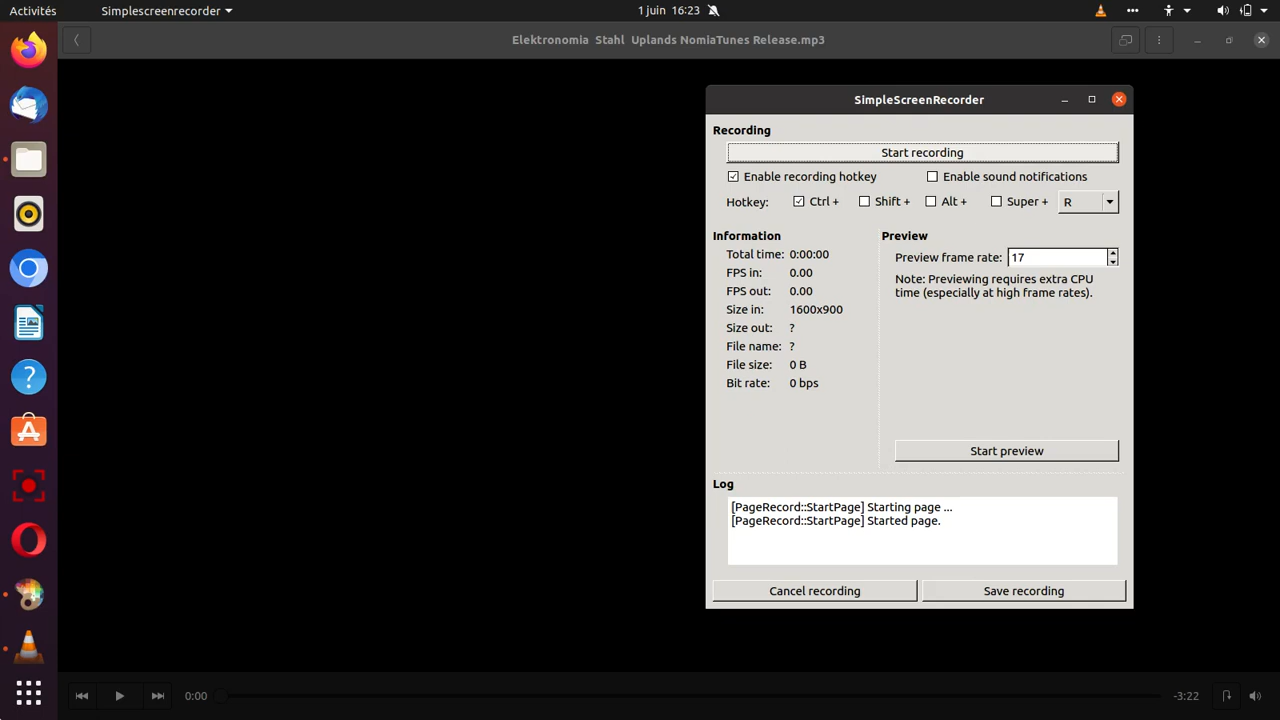 Activités
Simplescreenrecorder
1 juin 16:23
Elektronomia Stahl Uplands NomiaTunes Release.mp3
SimpleScreenRecorder
Recording
Start recording
Enable recording hotkey
Enable sound notifications
Hotkey: Ctrl + Shift + Alt + Super + R
Information
Total time: 0:00:00
FPS in: 0.00
FPS out: 0.00
Size in: 1600x900
Size out: ?
File name: ?
File size: 0 B
Bit rate: 0 bps
Preview
Preview frame rate: 17
Note: Previewing requires extra CPU
time (especially at high frame rates).
Start preview
Log
[PageRecord::StartPage] Starting page ...
[PageRecord::StartPage] Started page.
Cancel recording
Save recording
0:00
-3:22